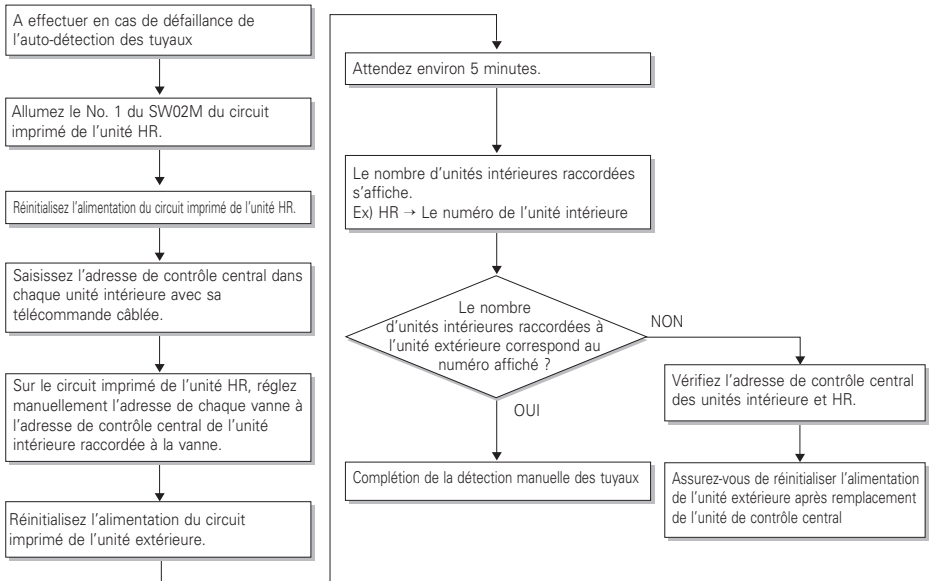 A effectuer en cas de défaillance de
l'auto-détection des tuyaux
Allumez le No. 1 du SW02M du circuit
imprimé de l'unité HR.
Réinitialisez l'alimentation du circuit imprimé de l'unité HR.
Saisissez l'adresse de contrôle central dans
chaque unité intérieure avec sa
télécommande câblée.
Sur le circuit imprimé de l'unité HR, réglez
manuellement l'adresse de chaque vanne à
l'adresse de contrôle central de l'unité
intérieure raccordée à la vanne.
Réinitialisez l'alimentation du circuit
imprimé de l'unité extérieure.
Attendez environ 5 minutes.
Le nombre d'unités intérieures raccordées
s'affiche.
Ex) HR → Le numéro de l'unité intérieure
Le nombre
d'unités intérieures raccordées à
l'unité extérieure correspond au
numéro affiché ?
NON
OUI
Complétion de la détection manuelle des tuyaux
Vérifiez l'adresse de contrôle central
des unités intérieure et HR.
Assurez-vous de réinitialiser l'alimentation
de l'unité extérieure après remplacement
de l'unité de contrôle central